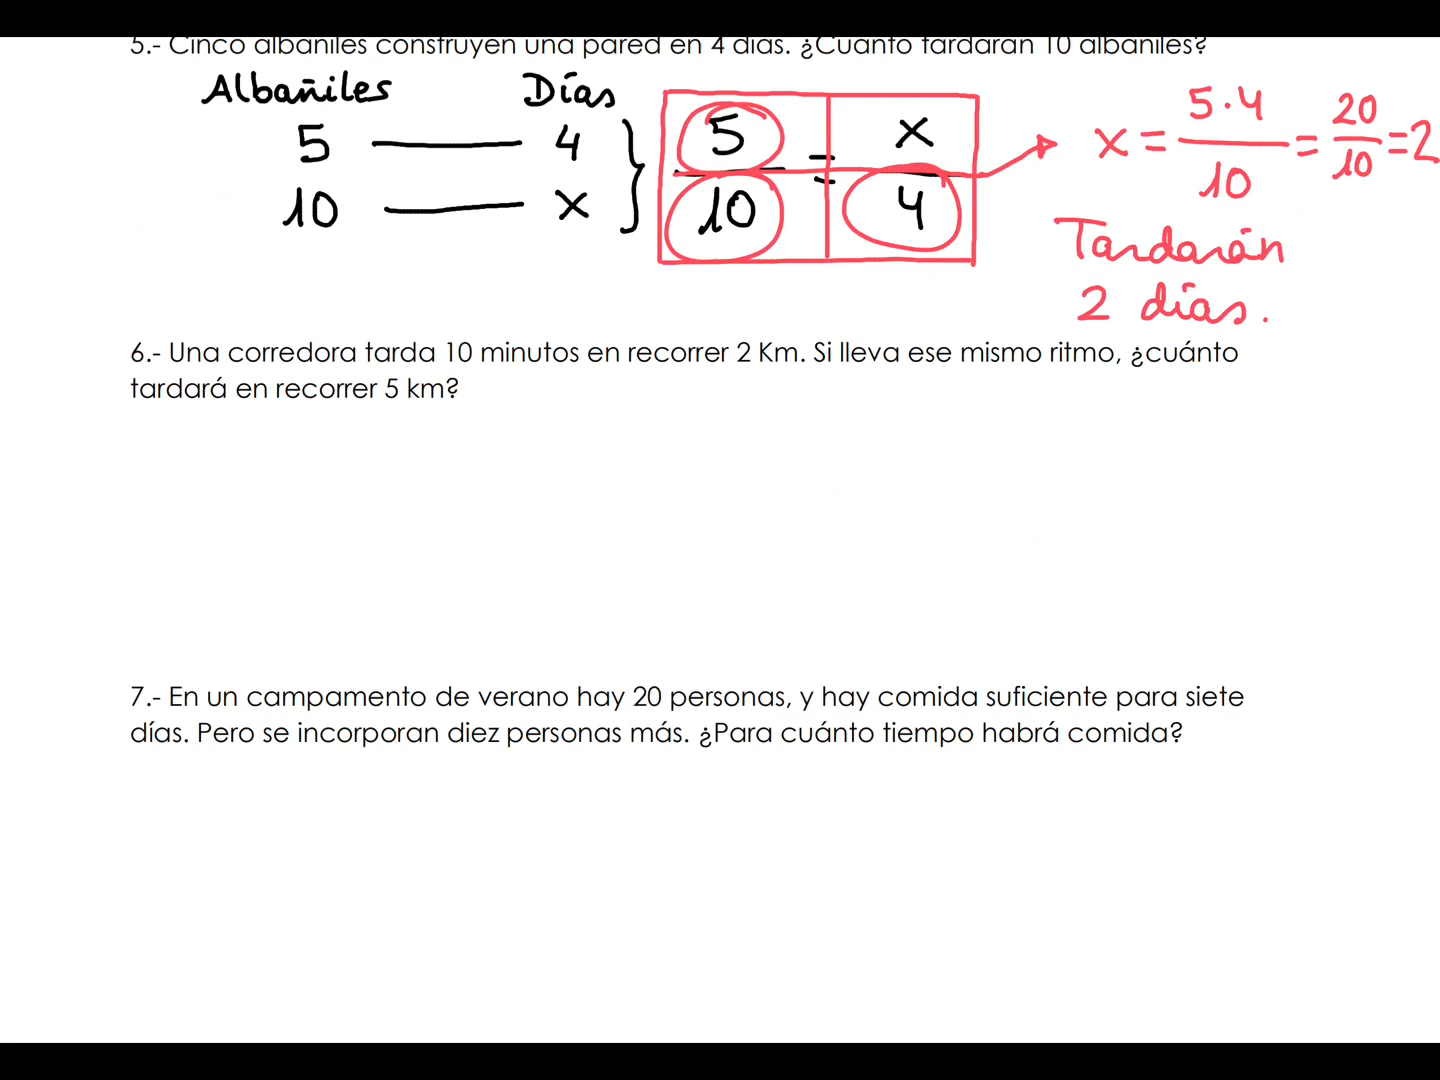 5.- Cinco albañiles construyen una pared en 4 días. ¿Cuánto tardarán 10 albañiles?
Albañiles Días
5 — 4
10 — x
5/10 = x/4
x = 5·4/10 = 20/10 = 2
Tardarán
2 días.
6.- Una corredora tarda 10 minutos en recorrer 2 Km. Si lleva ese mismo ritmo, ¿cuánto
tardará en recorrer 5 km?
7.- En un campamento de verano hay 20 personas, y hay comida suficiente para siete
días. Pero se incorporan diez personas más. ¿Para cuánto tiempo habrá comida?